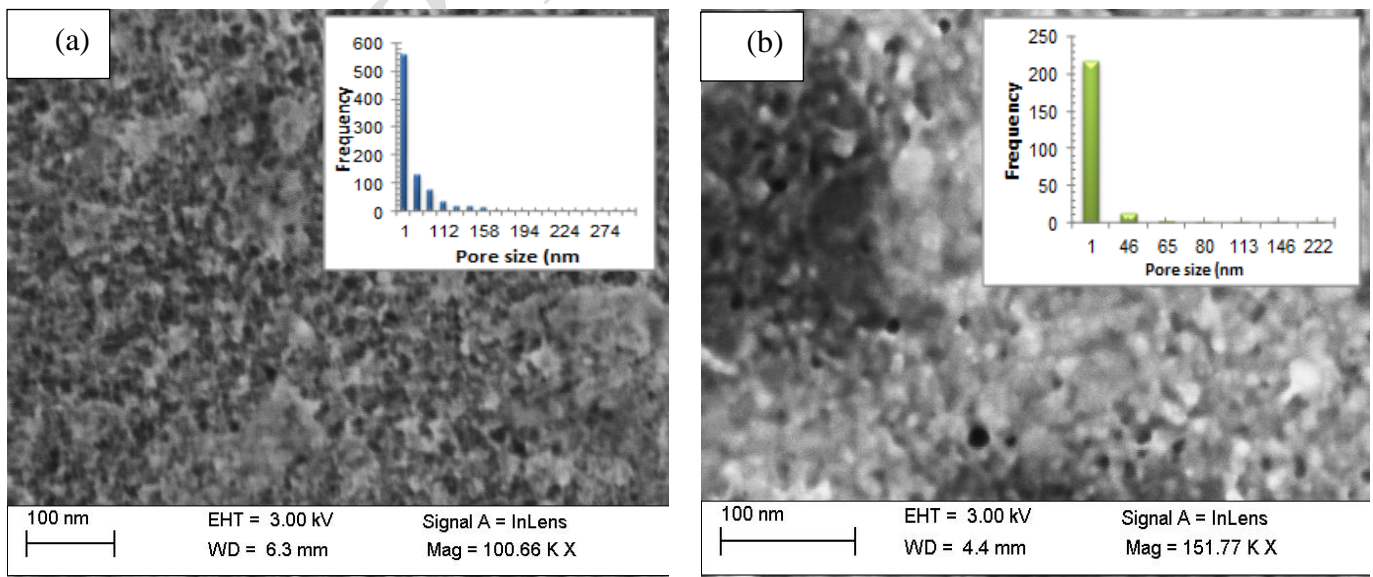 (a)
600
500
400
300
200
100
0
Frequency
1 112 158 194 224 274
Pore size (nm
100 nm
EHT = 3.00 kV
Signal A = InLens
WD = 6.3 mm
Mag = 100.66 K X
(b)
250
200
150
100
50
0
Frequency
1 46 65 80 113 146 222
Pore size (nm
100 nm
EHT = 3.00 kV
Signal A = InLens
WD = 4.4 mm
Mag = 151.77 K X